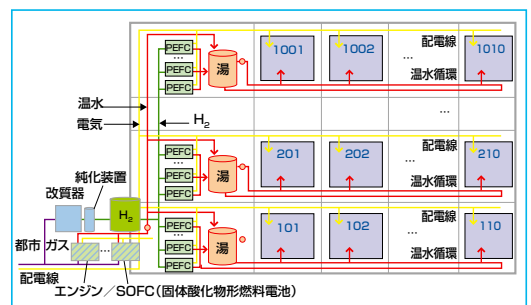 PEFC
...
PEFC
PEFC
湯
1001
1002
1010
配電線
...
温水循環
温水
電気
H2
...
PEFC
...
PEFC
PEFC
湯
201
202
210
配電線
...
温水循環
純化装置
改質器
H2
PEFC
...
PEFC
PEFC
湯
101
102
110
配電線
...
温水循環
都市ガス
...
配電線
エンジン/SOFC(固体酸化物形燃料電池)